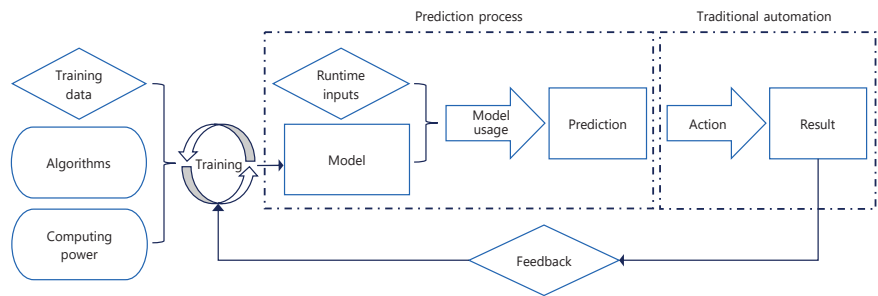 Prediction process
Traditional automation
Training
data
Runtime
inputs
Model
usage
Prediction
Action
Result
Algorithms
Training
Model
Computing
power
Feedback